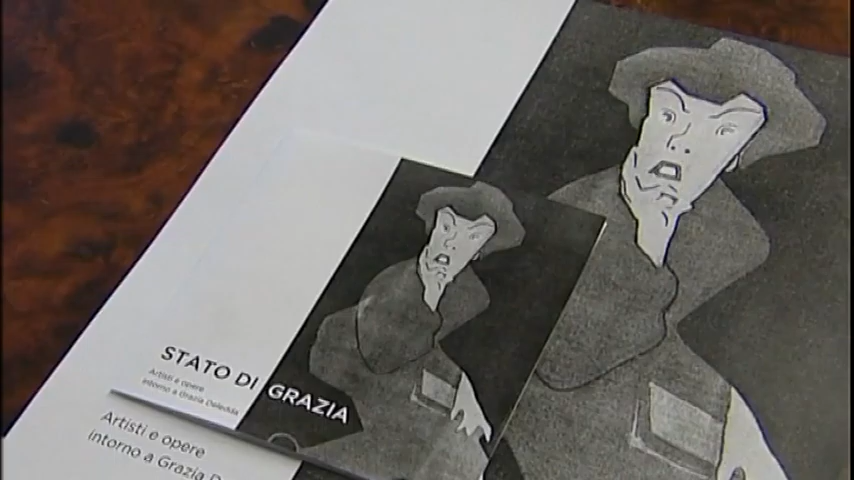 STATO DI GRAZIA
Artisti e opere
intorno a Grazia Deledda
Artisti e opere
intorno a Grazia D